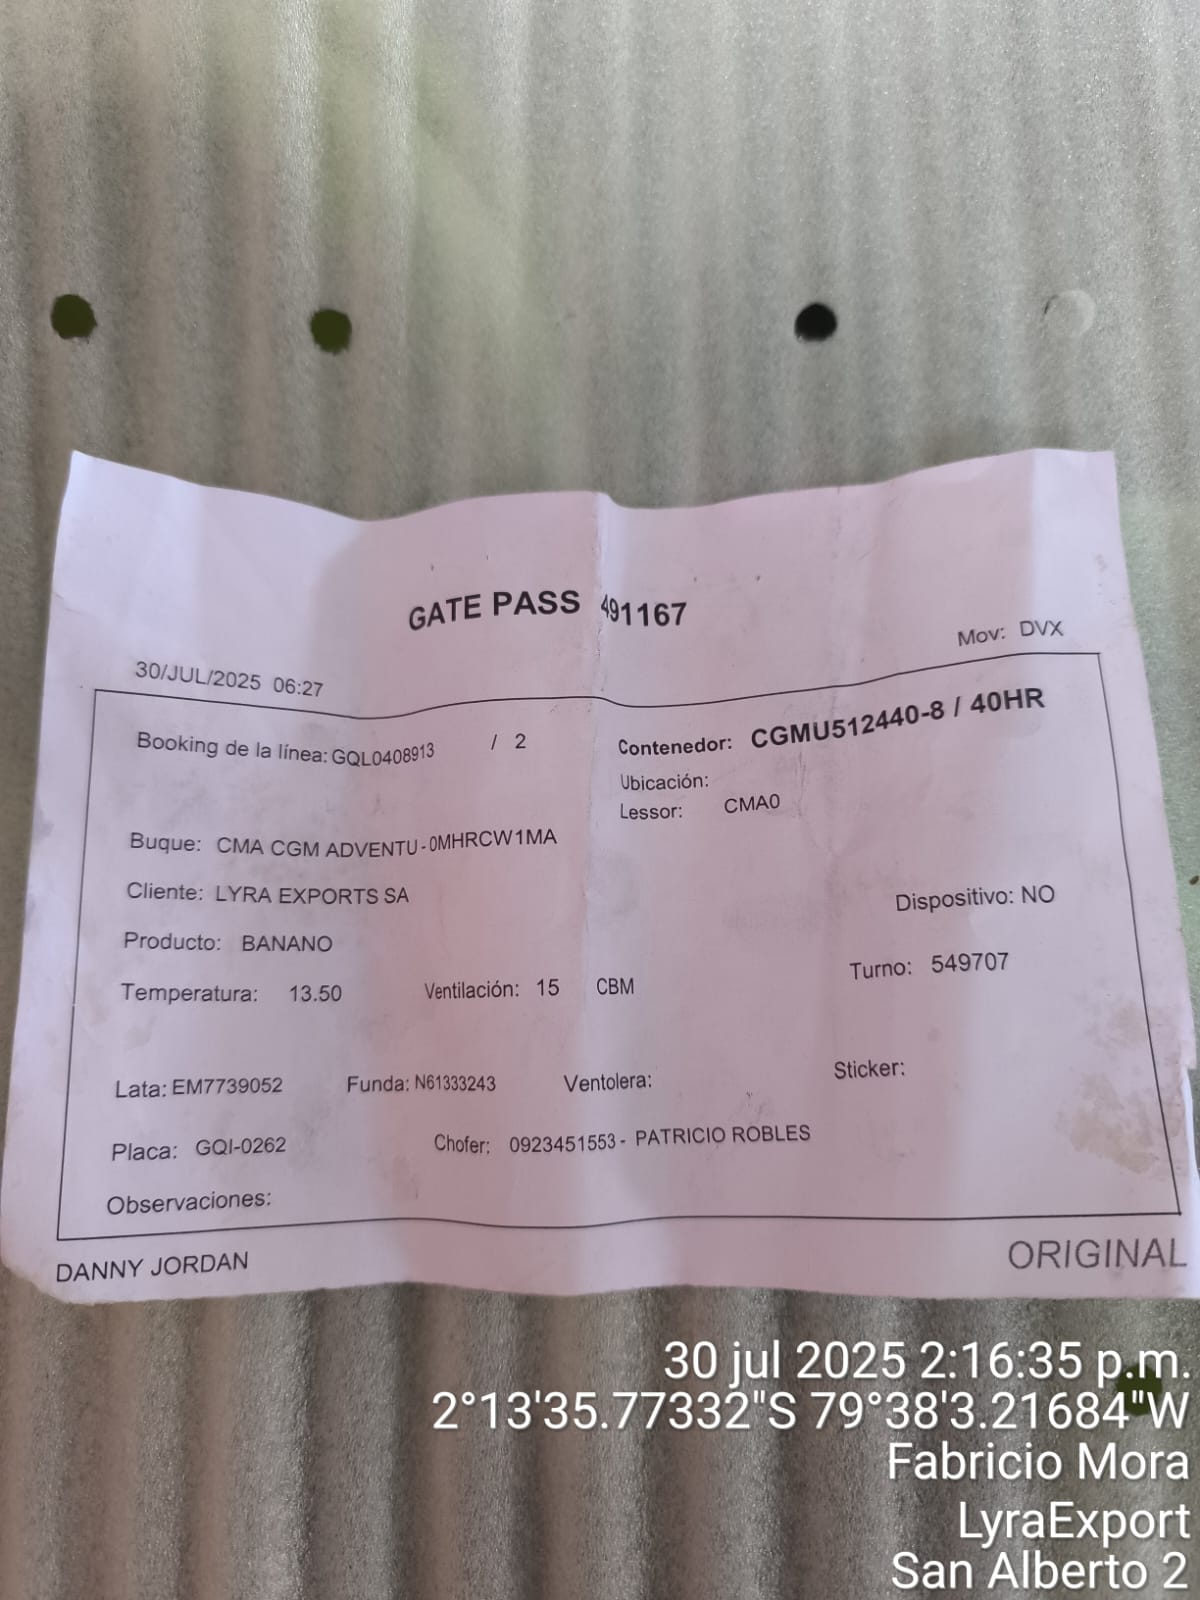 GATE PASS 491167
Mov: DVX
30/JUL/2025 06:27
Booking de la línea: GQL0408913 / 2
Contenedor: CGMU512440-8 / 40HR
Ubicación:
Lessor: CMA0
Buque: CMA CGM ADVENTU-0MHRCW1MA
Cliente: LYRA EXPORTS SA
Dispositivo: NO
Producto: BANANO
Turno: 549707
Temperatura: 13.50 Ventilación: 15 CBM
Lata: EM7739052 Funda: N61333243 Ventolera: Sticker:
Placa: GQI-0262 Chofer: 0923451553- PATRICIO ROBLES
Observaciones:
DANNY JORDAN
ORIGINAL
30 jul 2025 2:16:35 p.m.
2°13'35.77332"S 79°38'3.21684"W
Fabricio Mora
LyraExport
San Alberto 2